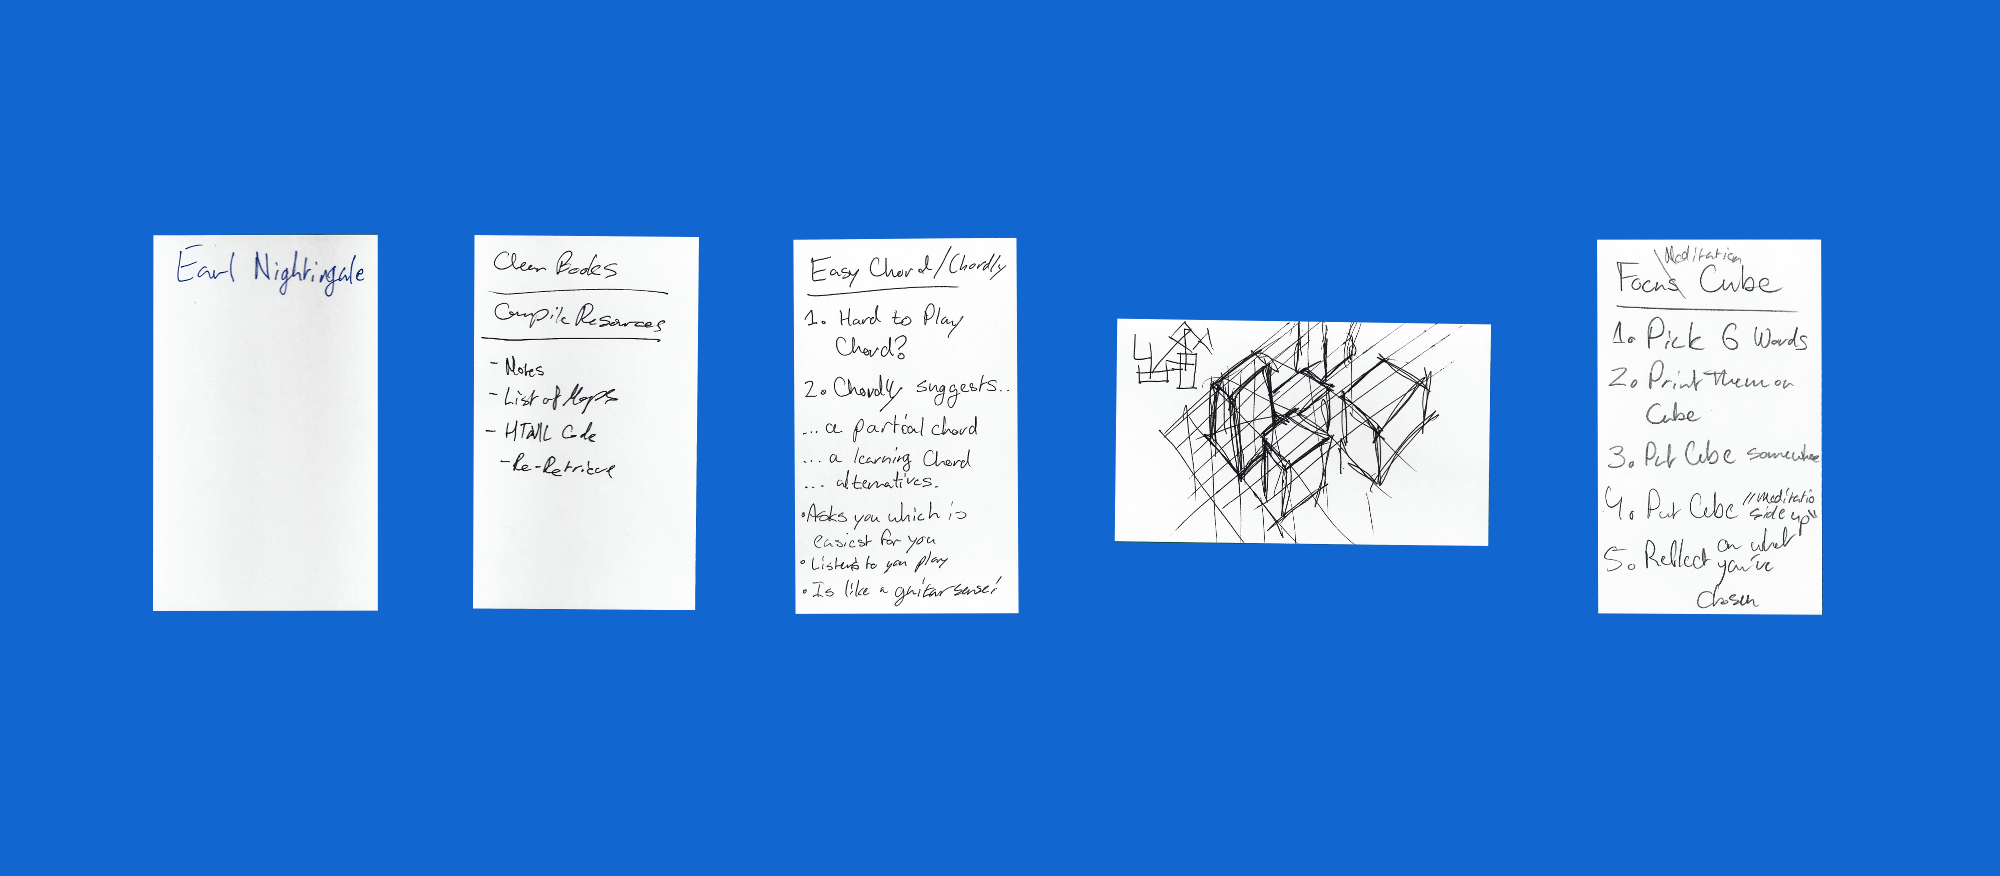 Earl Nightingale
Clean Books
Compile Resources
- Notes
- List of Maps
- HTML Code
- Re-Retrieve
Easy Chord/Chordly
1. Hard to Play
Chord?
2. Chordly suggests..
... a partial chord
... a learning Chord
... alternatives.
• Asks you which is
easiest for you
• Listens to you play
• Is like a guitar sensei
Meditation
Focus Cube
1. Pick 6 Words
2. Print Them on
Cube
3. Put Cube somewhere
4. Put Cube "Meditatio
side up"
5. Reflect on what
you've
chosen